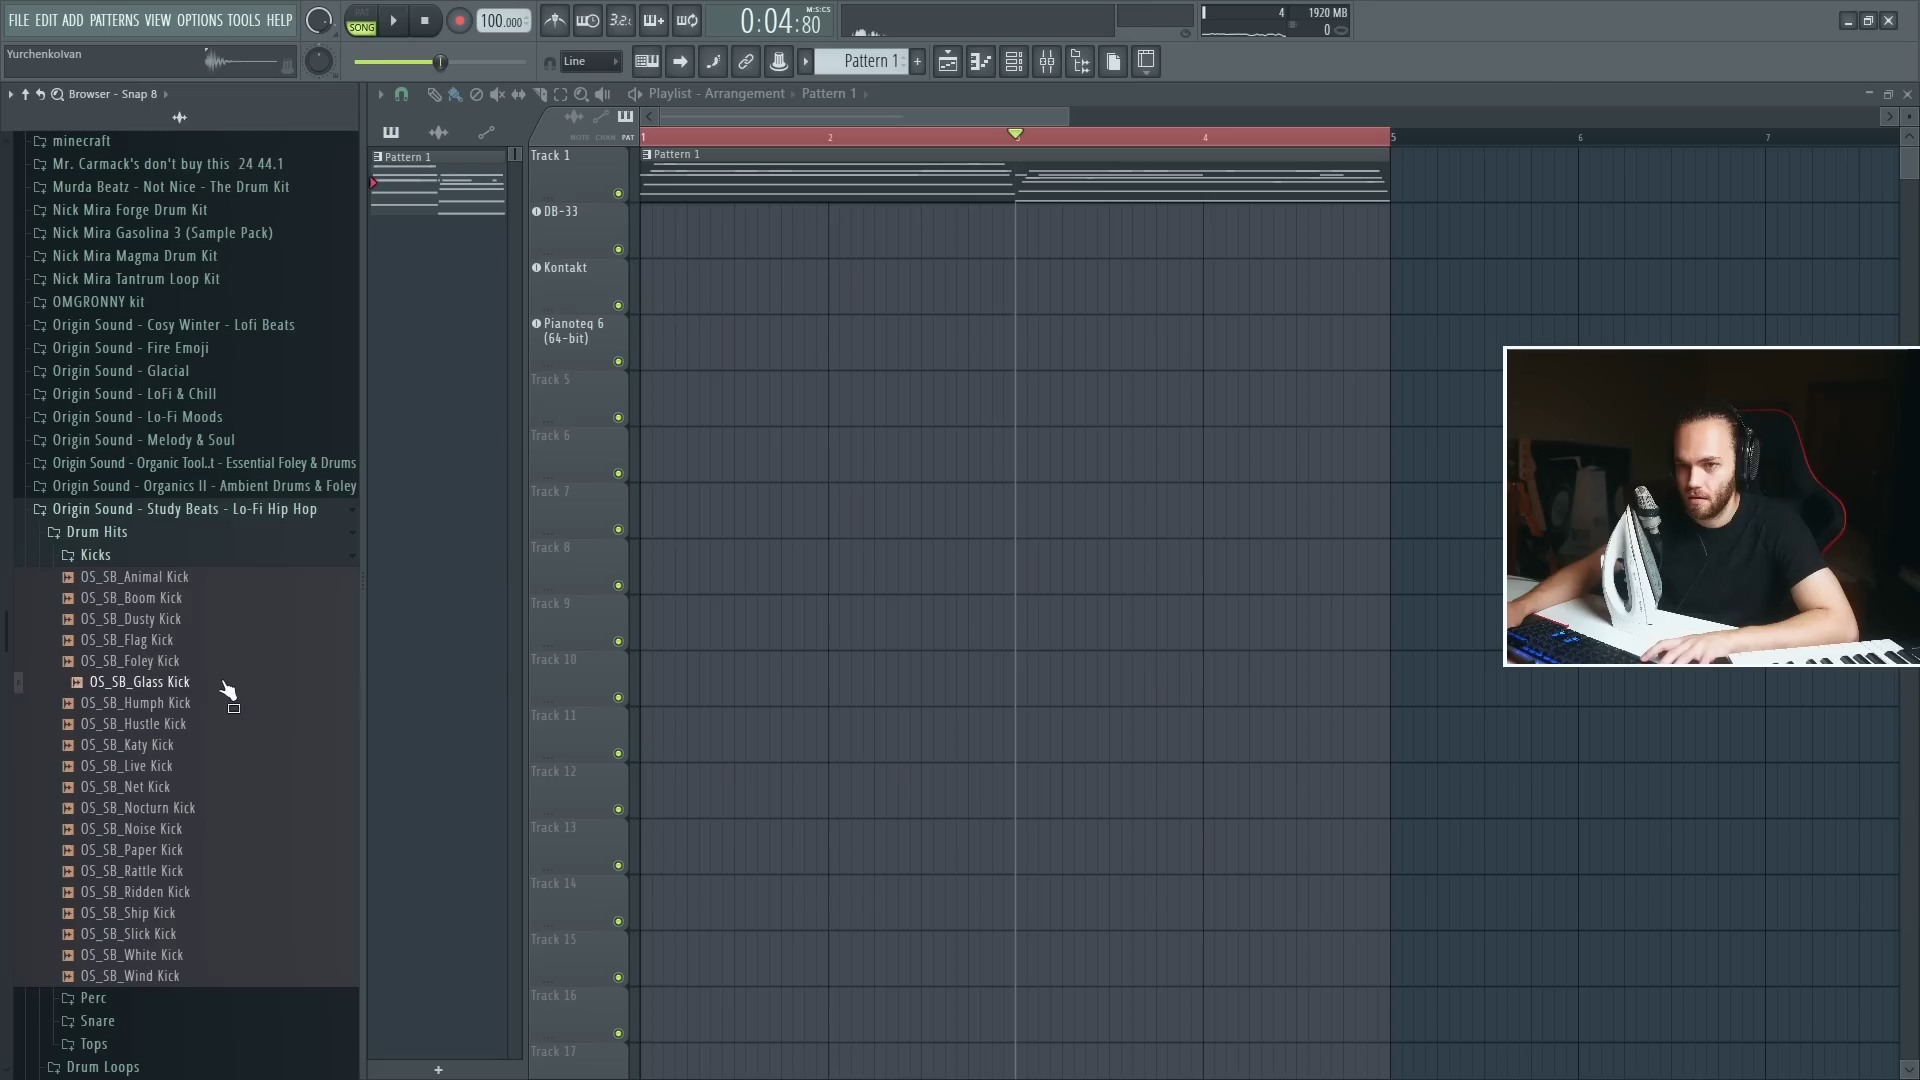 FILE EDIT ADD PATTERNS VIEW OPTIONS TOOLS HELP
PAT
SONG
100.000
3.2.
0:04:80
M:S:CS
4
1920 MB
0
YurchenkoIvan
Line
Pattern 1
Browser - Snap 8
Playlist - Arrangement
Pattern 1
NOTE CHAN PAT
1 2 3 4 5 6 7
minecraft
Mr. Carmack's don't buy this 24 44.1
Murda Beatz - Not Nice - The Drum Kit
Nick Mira Forge Drum Kit
Nick Mira Gasolina 3 (Sample Pack)
Nick Mira Magma Drum Kit
Nick Mira Tantrum Loop Kit
OMGRONNY kit
Origin Sound - Cosy Winter - Lofi Beats
Origin Sound - Fire Emoji
Origin Sound - Glacial
Origin Sound - LoFi & Chill
Origin Sound - Lo-Fi Moods
Origin Sound - Melody & Soul
Origin Sound - Organic Tool..t - Essential Foley & Drums
Origin Sound - Organics II - Ambient Drums & Foley
Origin Sound - Study Beats - Lo-Fi Hip Hop
Drum Hits
Kicks
OS_SB_Animal Kick
OS_SB_Boom Kick
OS_SB_Dusty Kick
OS_SB_Flag Kick
OS_SB_Foley Kick
OS_SB_Glass Kick
OS_SB_Humph Kick
OS_SB_Hustle Kick
OS_SB_Katy Kick
OS_SB_Live Kick
OS_SB_Net Kick
OS_SB_Nocturn Kick
OS_SB_Noise Kick
OS_SB_Paper Kick
OS_SB_Rattle Kick
OS_SB_Ridden Kick
OS_SB_Ship Kick
OS_SB_Slick Kick
OS_SB_White Kick
OS_SB_Wind Kick
Perc
Snare
Tops
Drum Loops
Pattern 1
Track 1
Pattern 1
DB-33
Kontakt
Pianoteq 6
(64-bit)
Track 5
Track 6
Track 7
Track 8
Track 9
Track 10
Track 11
Track 12
Track 13
Track 14
Track 15
Track 16
Track 17